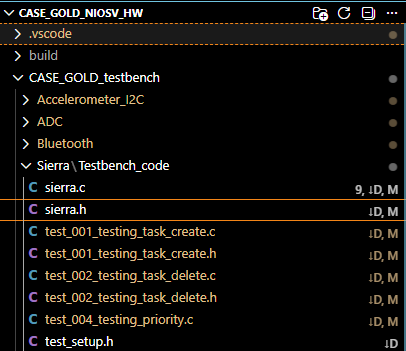 CASE_GOLD_NIOSV_HW
.vscode
build
CASE_GOLD_testbench
Accelerometer_I2C
ADC
Bluetooth
Sierra\Testbench_code
C sierra.c 9, ↓D, M
C sierra.h ↓D, M
C test_001_testing_task_create.c ↓D, M
C test_001_testing_task_create.h ↓D, M
C test_002_testing_task_delete.c ↓D, M
C test_002_testing_task_delete.h ↓D, M
C test_004_testing_priority.c ↓D, M
C test_setup.h ↓D